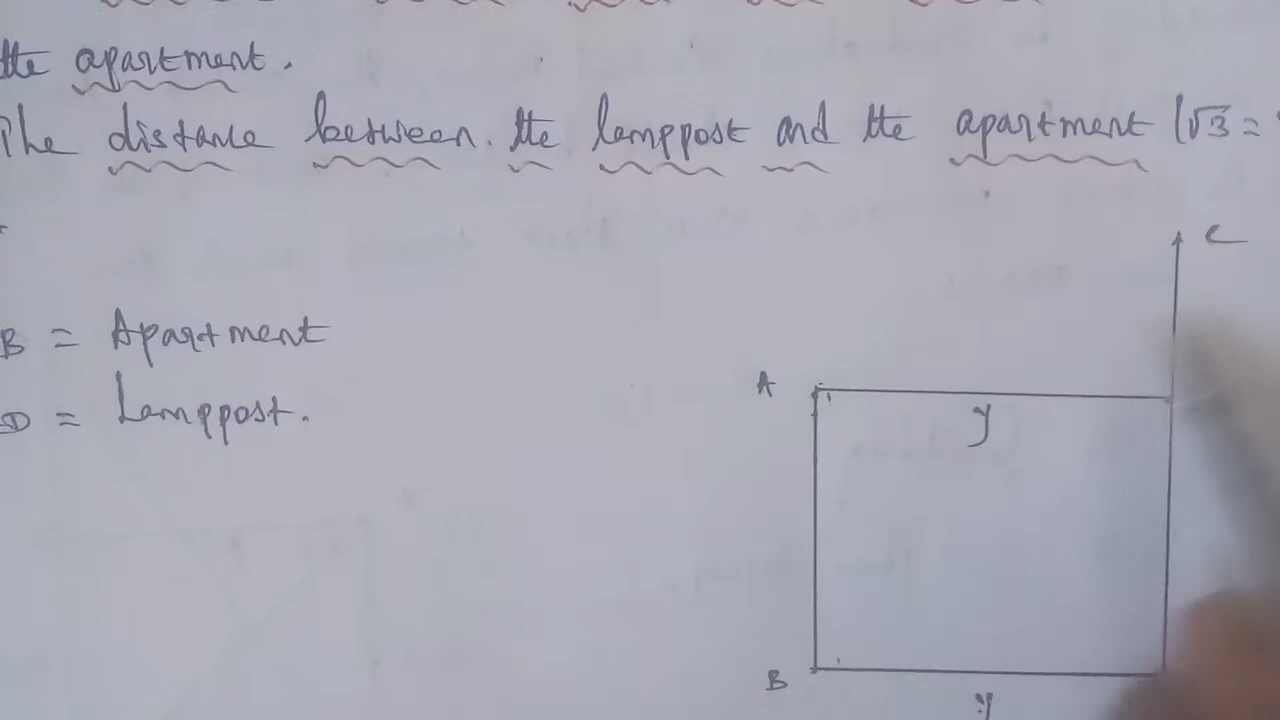 the apartment.
The distance between the lamppost and the apartment (√3 =
B = Apartment
D = Lamppost.
C
A
y
B
y